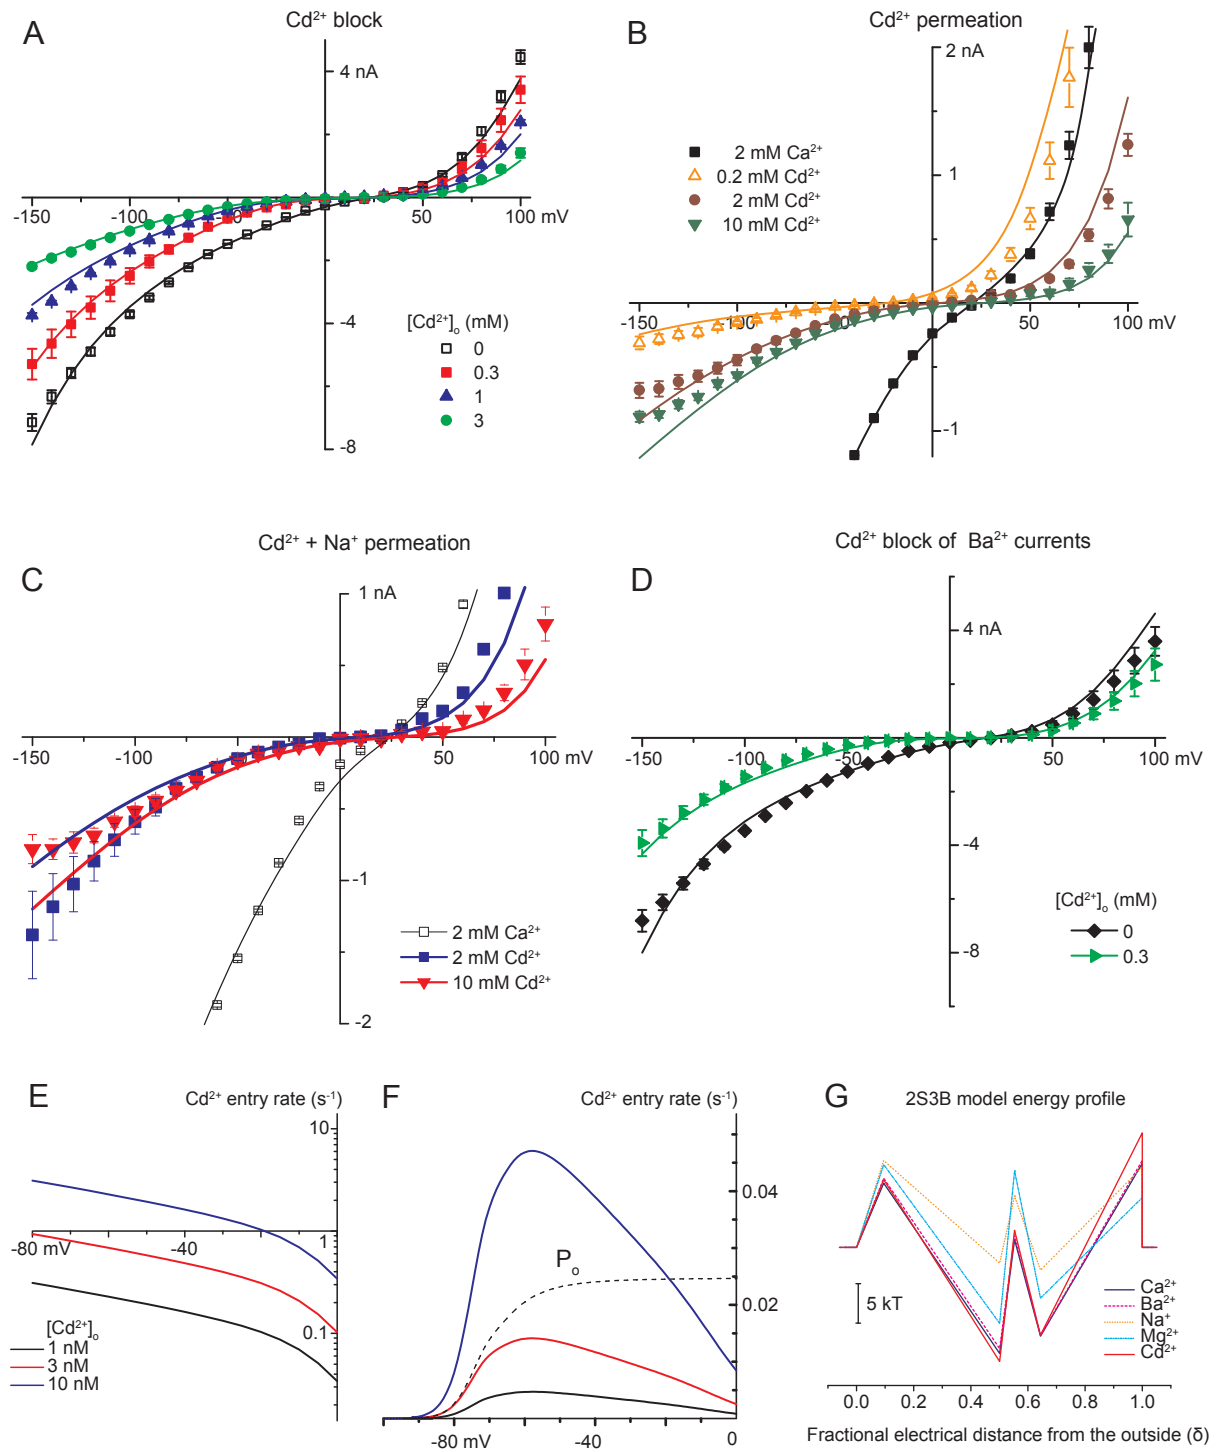 A
Cd²⁺ block
4 nA
-150
-100
-50
50
100 mV
-4
-8
[Cd²⁺]ₒ (mM)
0
0.3
1
3
B
Cd²⁺ permeation
2 nA
2 mM Ca²⁺
0.2 mM Cd²⁺
2 mM Cd²⁺
10 mM Cd²⁺
1
-150
-100
-50
50
100 mV
-1
C
Cd²⁺ + Na⁺ permeation
1 nA
-150
-100
-50
50
100 mV
-1
-2
2 mM Ca²⁺
2 mM Cd²⁺
10 mM Cd²⁺
D
Cd²⁺ block of Ba²⁺ currents
4 nA
-150
-100
-50
50
100 mV
-4
-8
[Cd²⁺]ₒ (mM)
0
0.3
E
Cd²⁺ entry rate (s⁻¹)
10
1
0.1
-80 mV
-40
[Cd²⁺]ₒ
1 nM
3 nM
10 nM
F
Cd²⁺ entry rate (s⁻¹)
0.04
0.02
Pₒ
-80 mV
-40
0
G
2S3B model energy profile
5 kT
Ca²⁺
Ba²⁺
Na⁺
Mg²⁺
Cd²⁺
0.0
0.2
0.4
0.6
0.8
1.0
Fractional electrical distance from the outside (δ)